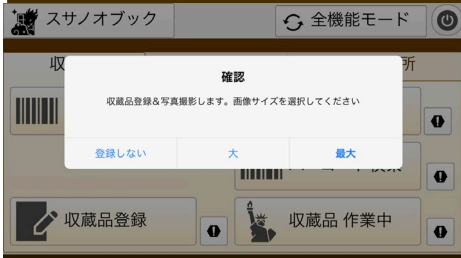 スサノオブック
全機能モード
収
所
確認
収蔵品登録&写真撮影します。画像サイズを選択してください
登録しない
大
最大
収蔵品登録
収蔵品 作業中